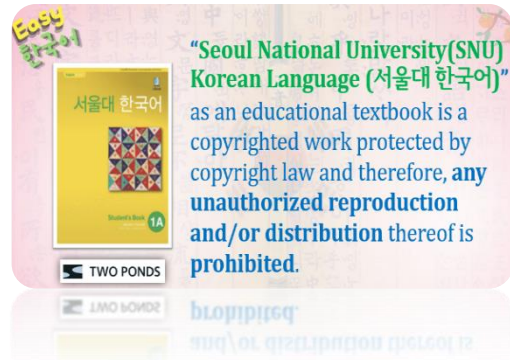 Easy
한국어
서울대 한국어
Student's Book 1A
TWO PONDS
“Seoul National University(SNU)
Korean Language (서울대 한국어)”
as an educational textbook is a
copyrighted work protected by
copyright law and therefore, any
unauthorized reproduction
and/or distribution thereof is
prohibited.